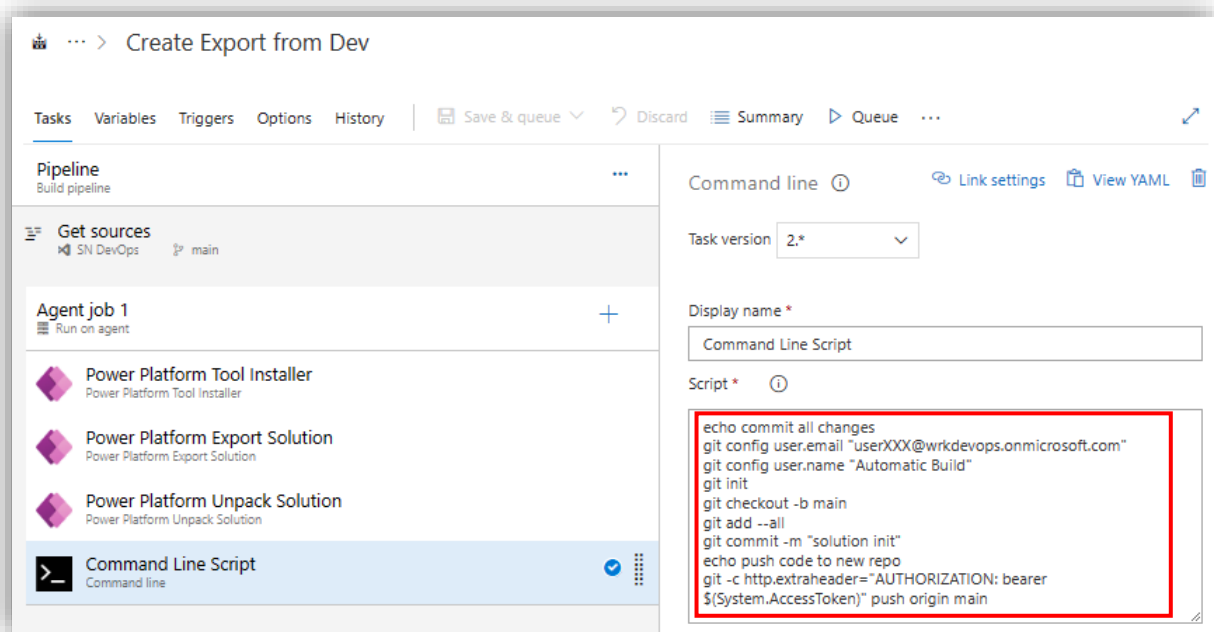 ··· > Create Export from Dev
Tasks Variables Triggers Options History Save & queue Discard Summary Queue ···
Pipeline
Build pipeline
Get sources
SN DevOps main
Agent job 1
Run on agent
Power Platform Tool Installer
Power Platform Tool Installer
Power Platform Export Solution
Power Platform Export Solution
Power Platform Unpack Solution
Power Platform Unpack Solution
Command Line Script
Command line
Command line Link settings View YAML
Task version 2.*
Display name *
Command Line Script
Script *
echo commit all changes
git config user.email "userXXX@wrkdevops.onmicrosoft.com"
git config user.name "Automatic Build"
git init
git checkout -b main
git add --all
git commit -m "solution init"
echo push code to new repo
git -c http.extraheader="AUTHORIZATION: bearer
$(System.AccessToken)" push origin main